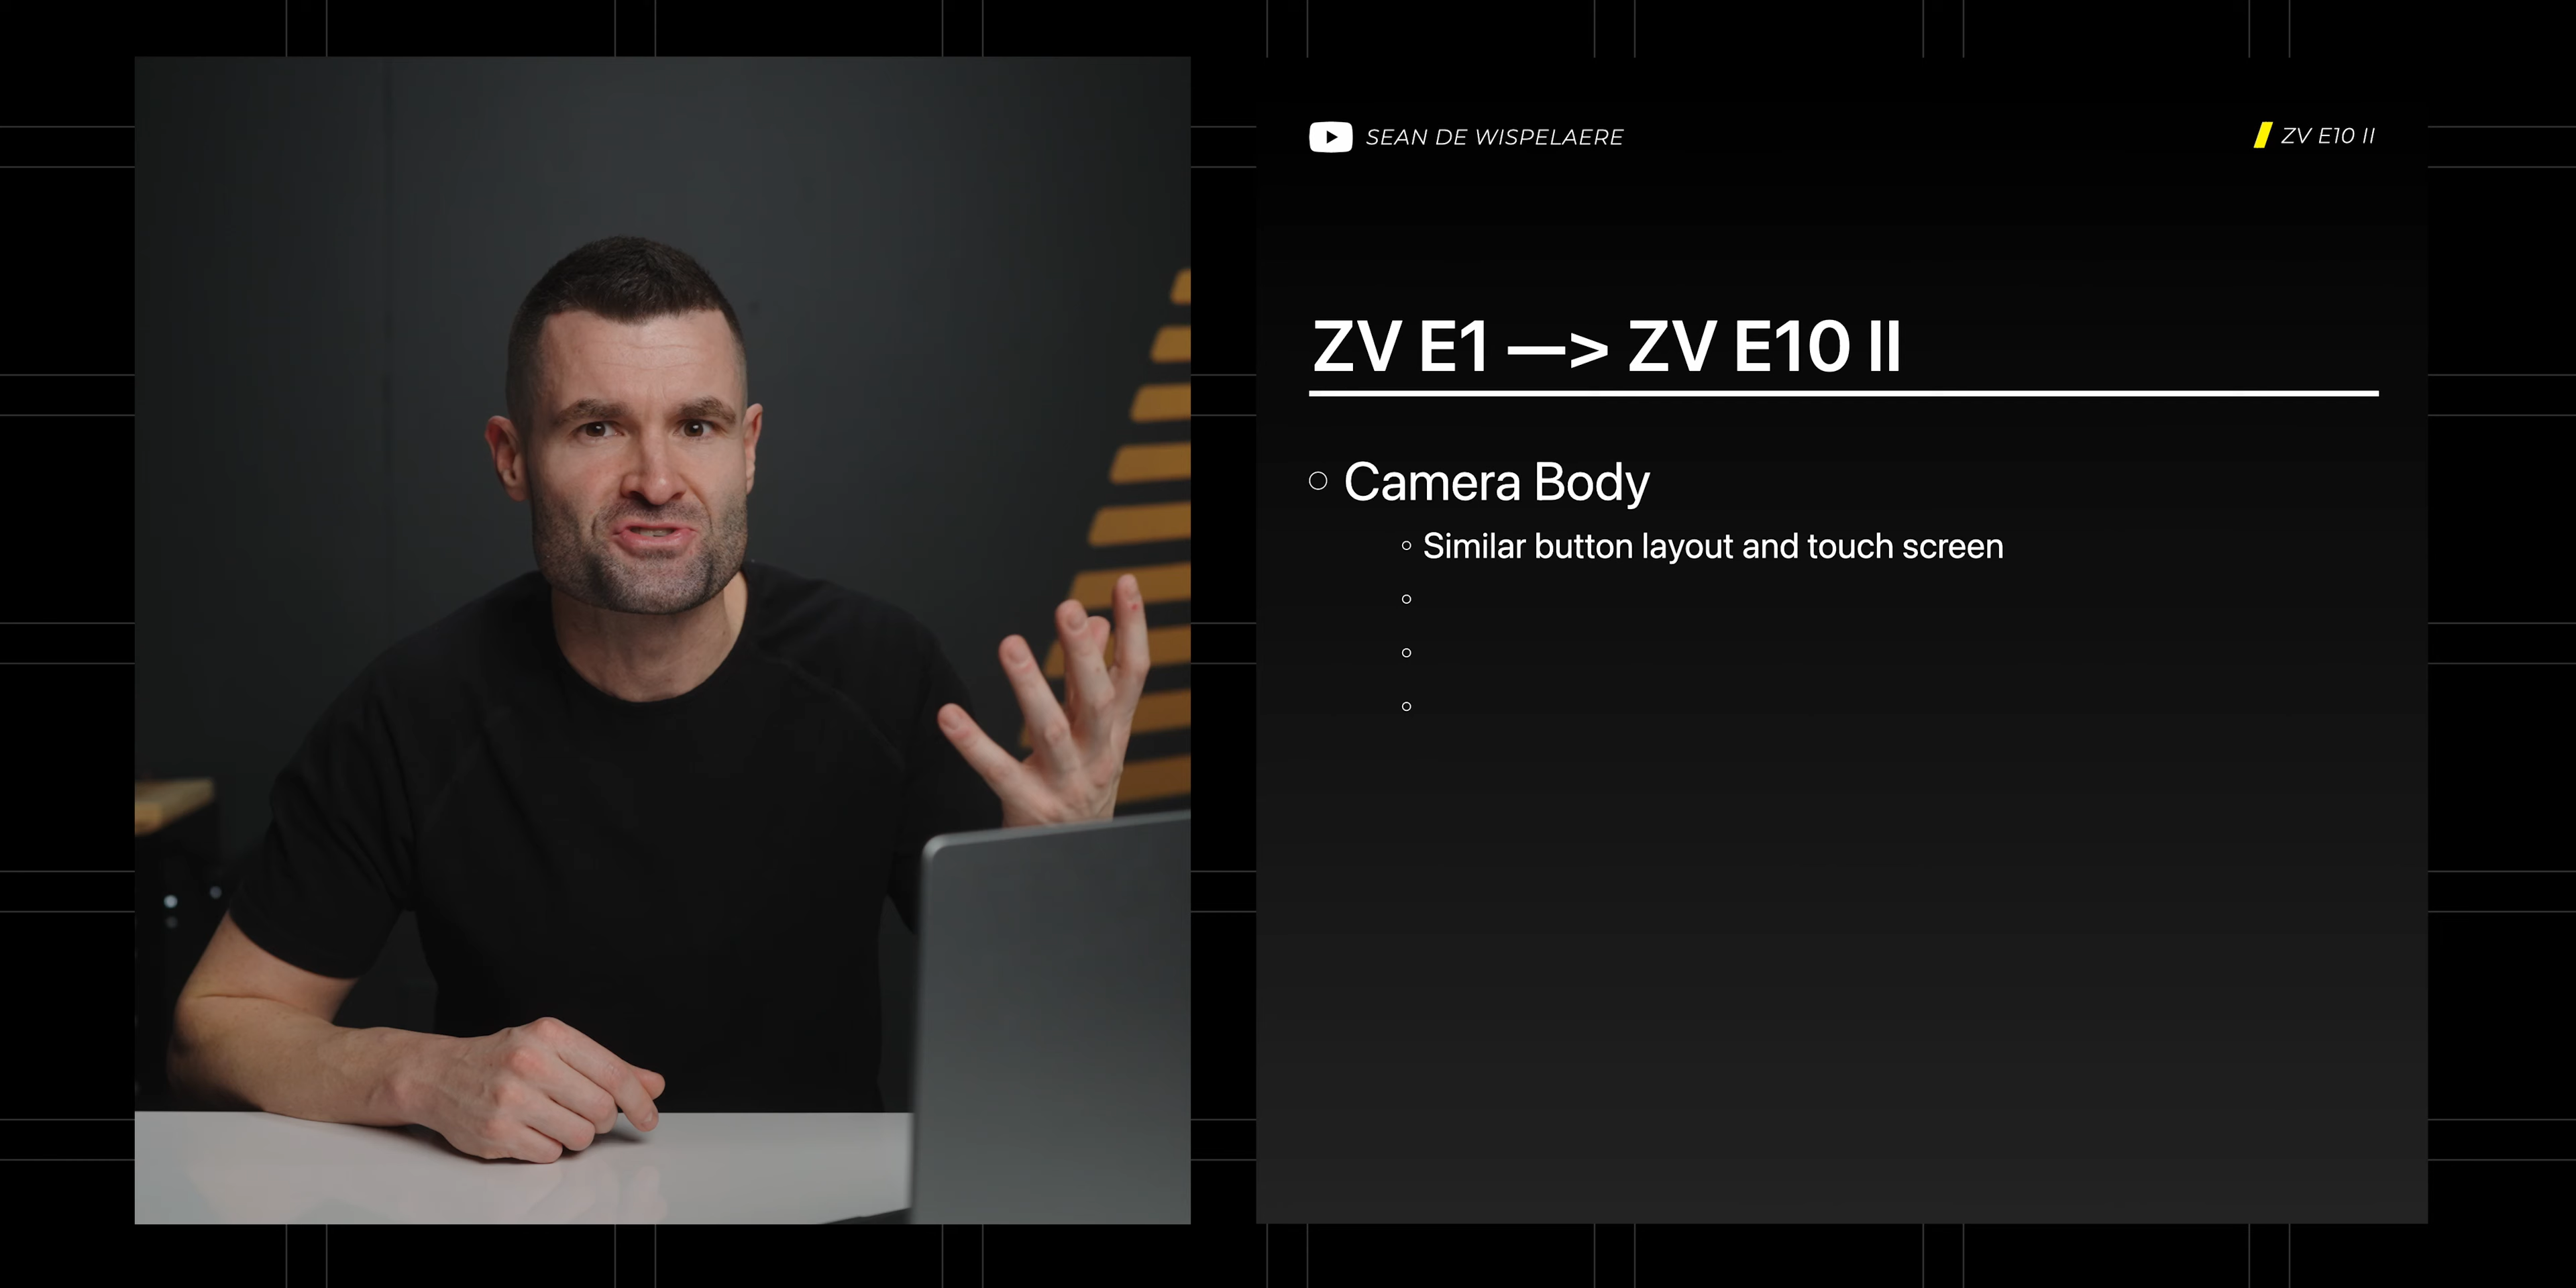 SEAN DE WISPELAERE
ZV E10 II
ZV E1 —> ZV E10 II
Camera Body
Similar button layout and touch screen